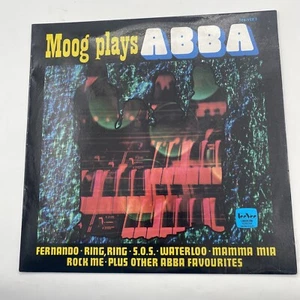 Moog plays ABBA
FERNANDO · RING, RING · S.O.S. · WATERLOO · MAMMA MIA
ROCK ME · PLUS OTHER ABBA FAVOURITES